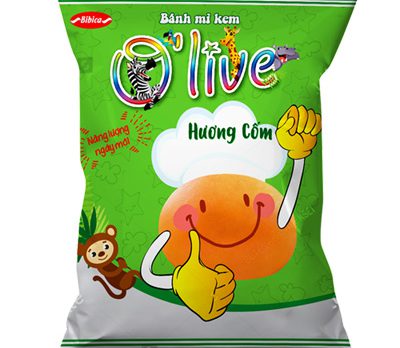 Bibica
Bánh mì kem
O'live
Năng lượng
ngày mới
Hương Cốm